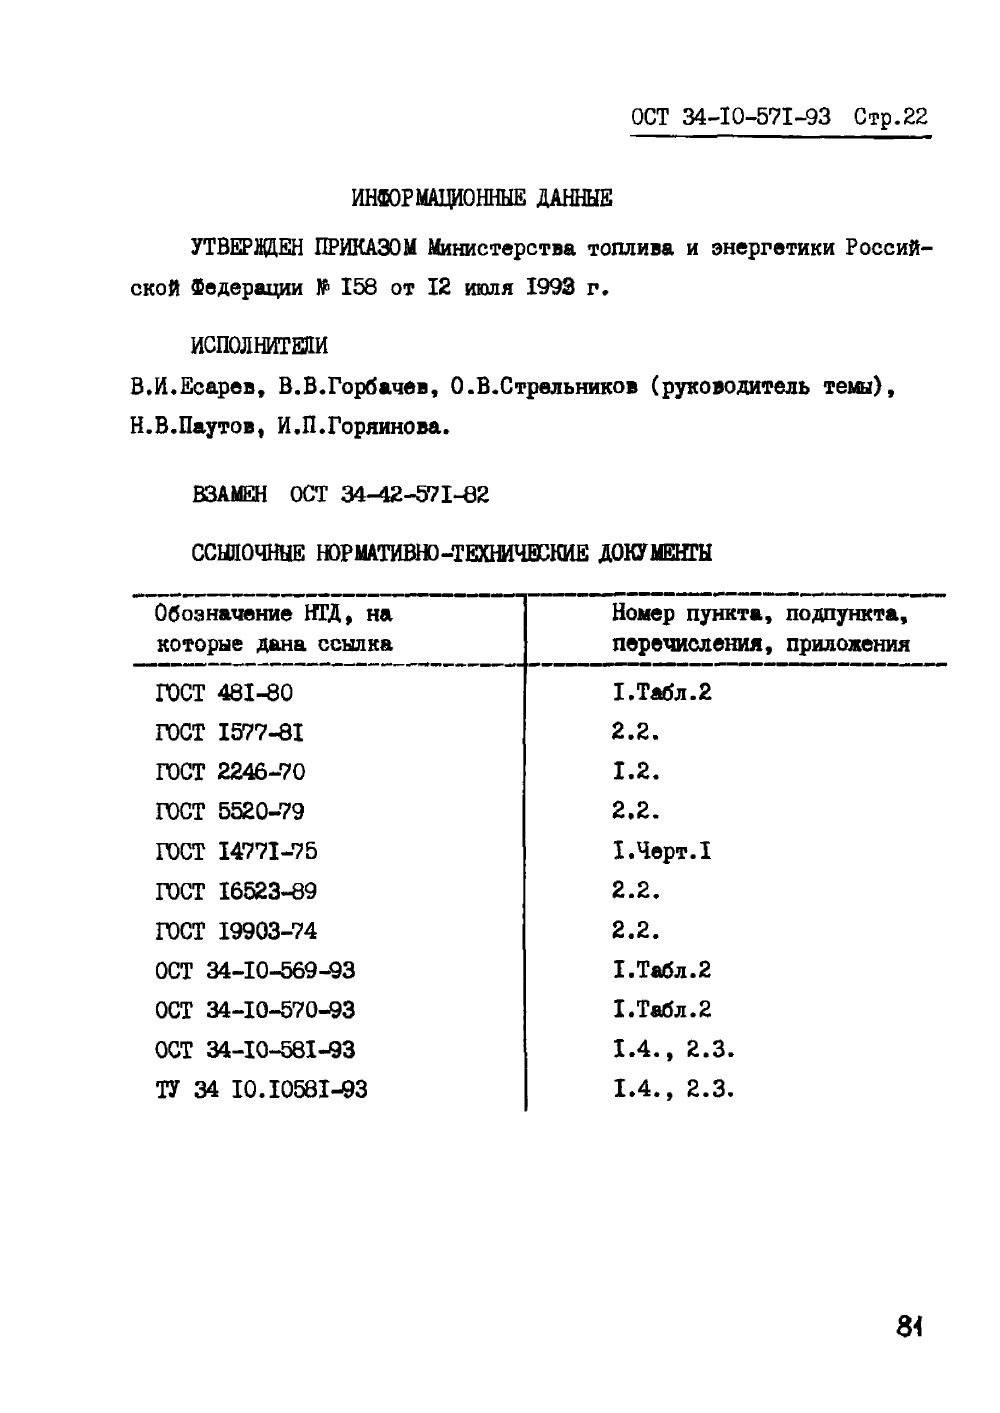 ОСТ 34-10-571-93 Стр.22
ИНФОРМАЦИОННЫЕ ДАННЫЕ
УТВЕРЖДЕН ПРИКАЗОМ Министерства топлива и энергетики Россий-
ской Федерации № 158 от 12 июля 1993 г.
ИСПОЛНИТЕЛИ
В.И.Есарев, В.В.Горбачев, О.В.Стрельников (руководитель темы),
Н.В.Паутов, И.П.Горяинова.
ВЗАМЕН ОСТ 34-42-571-82
ССЫЛОЧНЫЕ НОРМАТИВНО-ТЕХНИЧЕСКИЕ ДОКУМЕНТЫ
Обозначение НТД, на Номер пункта, подпункта,
которые дана ссылка перечисления, приложения
ГОСТ 481-80 1.Табл.2
ГОСТ 1577-81 2.2.
ГОСТ 2246-70 1.2.
ГОСТ 5520-79 2.2.
ГОСТ 14771-75 1.Черт.1
ГОСТ 16523-89 2.2.
ГОСТ 19903-74 2.2.
ОСТ 34-10-569-93 1.Табл.2
ОСТ 34-10-570-93 1.Табл.2
ОСТ 34-10-581-93 1.4., 2.3.
ТУ 34 10.10581-93 1.4., 2.3.
81